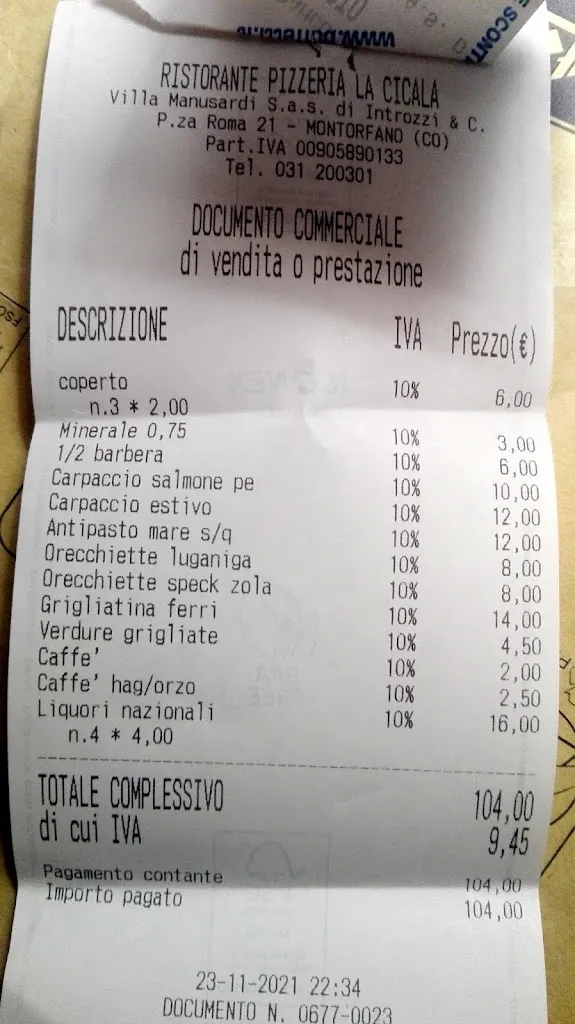 www.buffetti.it
SCONT
RISTORANTE PIZZERIA LA CICALA
Villa Manusardi S.a.s. di Introzzi & C.
P.za Roma 21 - MONTORFANO (CO)
Part.IVA 00905890133
Tel. 031 200301
DOCUMENTO COMMERCIALE
di vendita o prestazione
DESCRIZIONE IVA Prezzo(€)
coperto 10% 6,00
n.3 * 2,00
Minerale 0,75 10% 3,00
1/2 barbera 10% 6,00
Carpaccio salmone pe 10% 10,00
Carpaccio estivo 10% 12,00
Antipasto mare s/q 10% 12,00
Orecchiette luganiga 10% 8,00
Orecchiette speck zola 10% 8,00
Grigliatina ferri 10% 14,00
Verdure grigliate 10% 4,50
Caffe' 10% 2,00
Caffe' hag/orzo 10% 2,50
Liquori nazionali 10% 16,00
n.4 * 4,00
TOTALE COMPLESSIVO 104,00
di cui IVA 9,45
Pagamento contante 104,00
Importo pagato 104,00
23-11-2021 22:34
DOCUMENTO N. 0677-0023